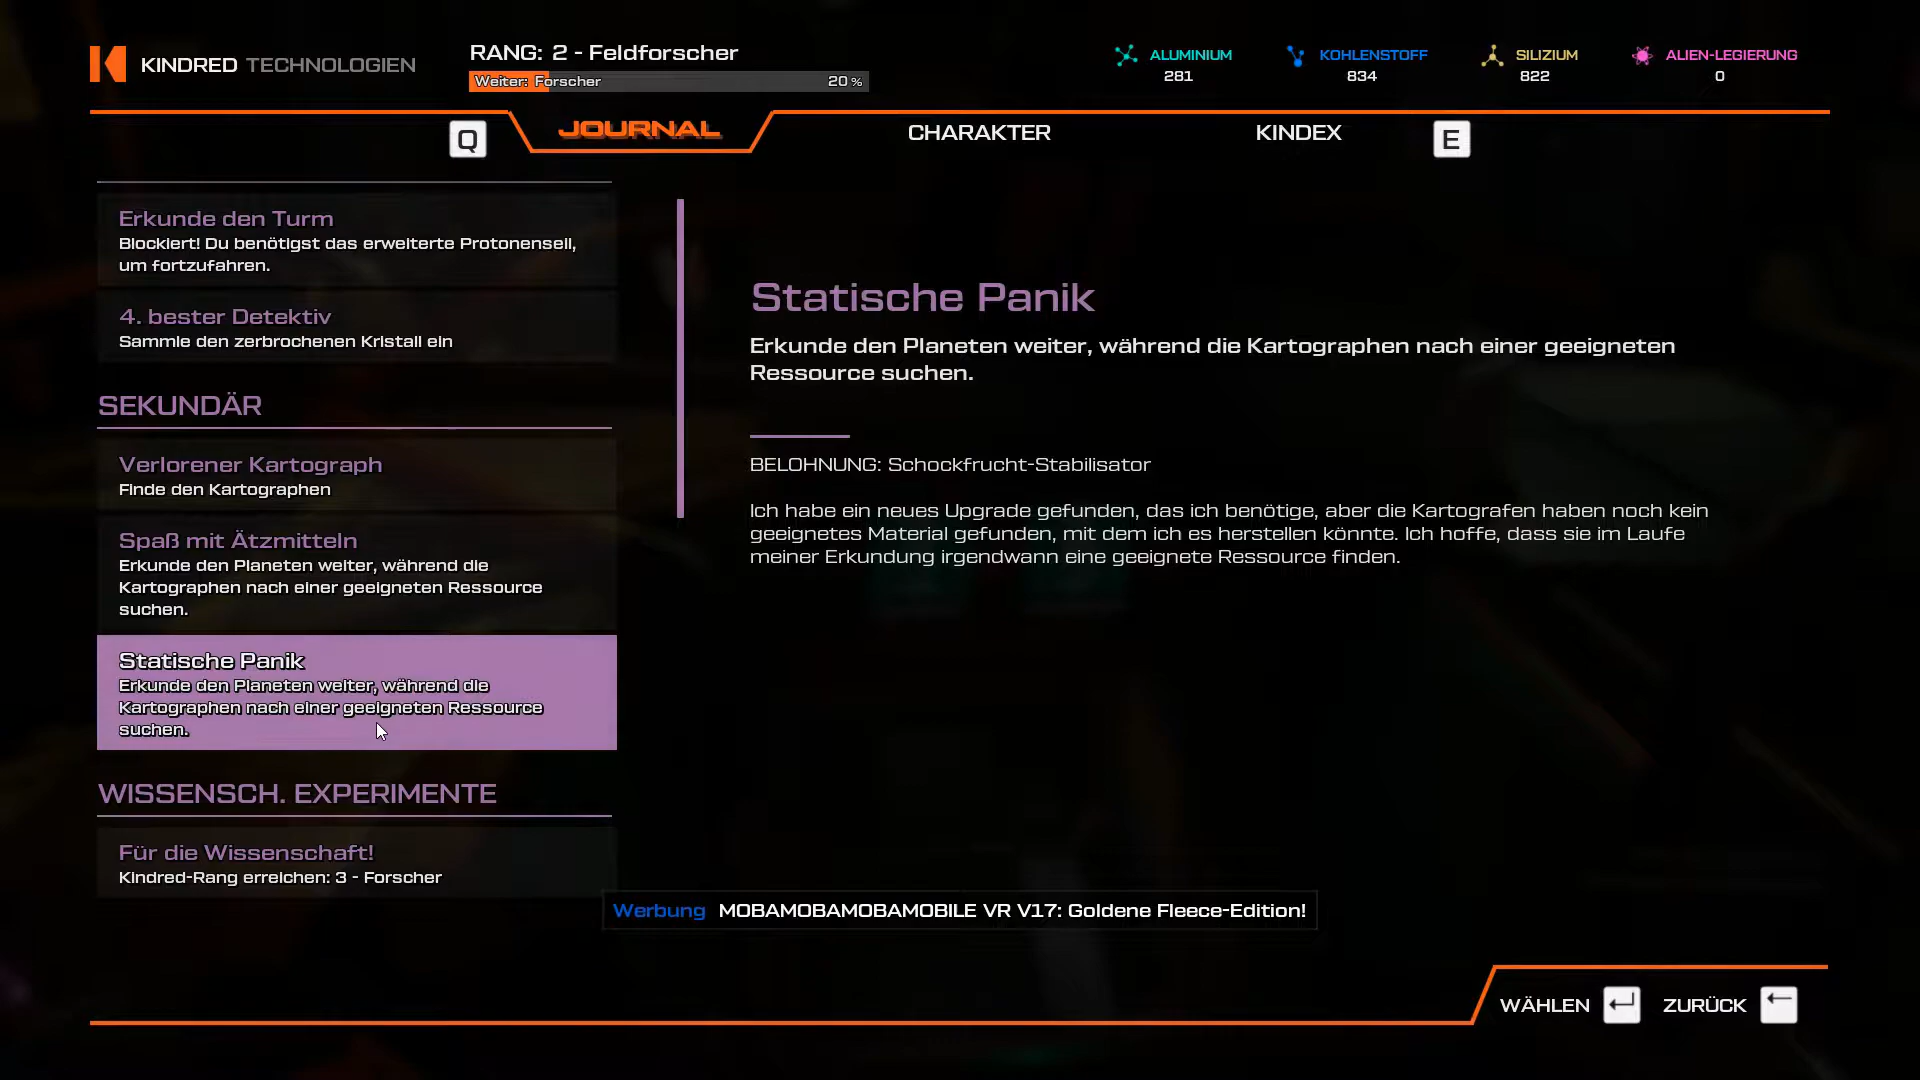 KINDRED TECHNOLOGIEN
RANG: 2 - Feldforscher
Weiter: Forscher 20 %
ALUMINIUM
281
KOHLENSTOFF
834
SILIZIUM
822
ALIEN-LEGIERUNG
0
Q
JOURNAL
CHARAKTER
KINDEX
E
Erkunde den Turm
Blockiert! Du benötigst das erweiterte Protonenseil,
um fortzufahren.
4. bester Detektiv
Sammle den zerbrochenen Kristall ein
SEKUNDÄR
Verlorener Kartograph
Finde den Kartographen
Spaß mit Ätzmitteln
Erkunde den Planeten weiter, während die
Kartographen nach einer geeigneten Ressource
suchen.
Statische Panik
Erkunde den Planeten weiter, während die
Kartographen nach einer geeigneten Ressource
suchen.
WISSENSCH. EXPERIMENTE
Für die Wissenschaft!
Kindred-Rang erreichen: 3 - Forscher
Statische Panik
Erkunde den Planeten weiter, während die Kartographen nach einer geeigneten
Ressource suchen.
BELOHNUNG: Schockfrucht-Stabilisator
Ich habe ein neues Upgrade gefunden, das ich benötige, aber die Kartografen haben noch kein
geeignetes Material gefunden, mit dem ich es herstellen könnte. Ich hoffe, dass sie im Laufe
meiner Erkundung irgendwann eine geeignete Ressource finden.
Werbung MOBAMOBAMOBAMOBILE VR V17: Goldene Fleece-Edition!
WÄHLEN
ZURÜCK